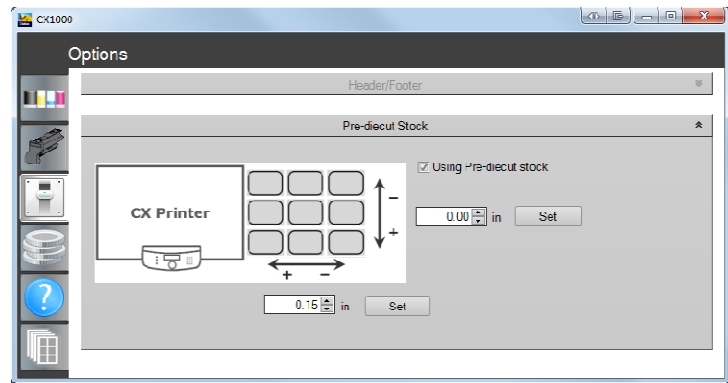 CX1000
Options
Header/Footer
Pre-diecut Stock
Using Pre-diecut stock
CX Printer
−
0.00 in Set
+
+ −
0.15 in Set
?